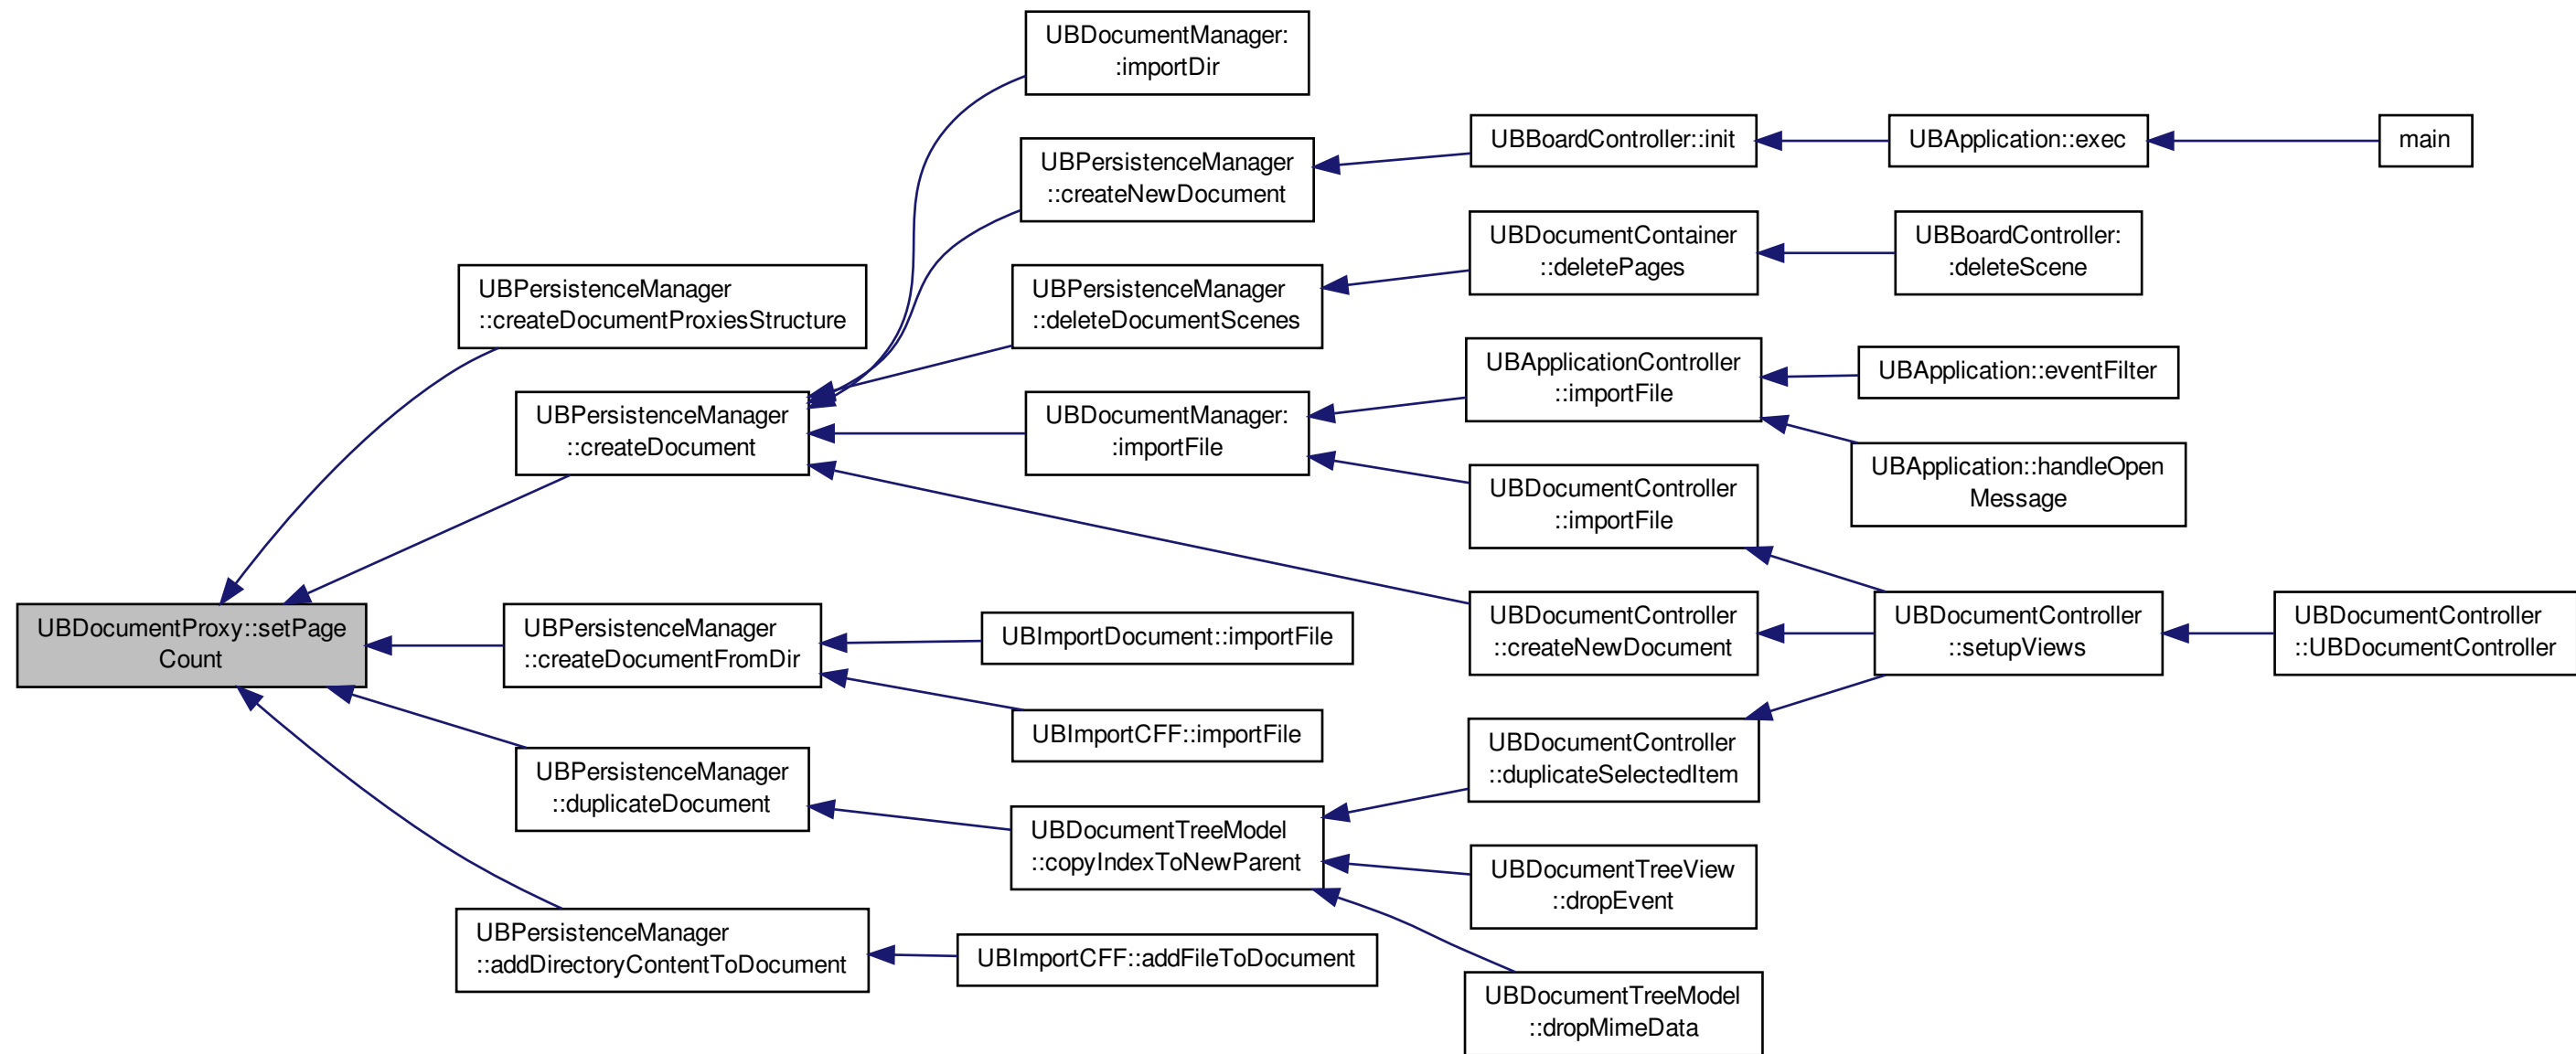 UBDocumentManager:
:importDir
UBBoardController::init
UBApplication::exec
main
UBPersistenceManager
::createNewDocument
UBDocumentContainer
::deletePages
UBBoardController:
:deleteScene
UBPersistenceManager
::createDocumentProxiesStructure
UBPersistenceManager
::deleteDocumentScenes
UBApplicationController
::importFile
UBApplication::eventFilter
UBPersistenceManager
::createDocument
UBDocumentManager:
:importFile
UBApplication::handleOpen
Message
UBDocumentController
::importFile
UBDocumentProxy::setPage
Count
UBPersistenceManager
::createDocumentFromDir
UBImportDocument::importFile
UBDocumentController
::createNewDocument
UBDocumentController
::setupViews
UBDocumentController
::UBDocumentController
UBImportCFF::importFile
UBDocumentController
::duplicateSelectedItem
UBPersistenceManager
::duplicateDocument
UBDocumentTreeModel
::copyIndexToNewParent
UBDocumentTreeView
::dropEvent
UBPersistenceManager
::addDirectoryContentToDocument
UBImportCFF::addFileToDocument
UBDocumentTreeModel
::dropMimeData